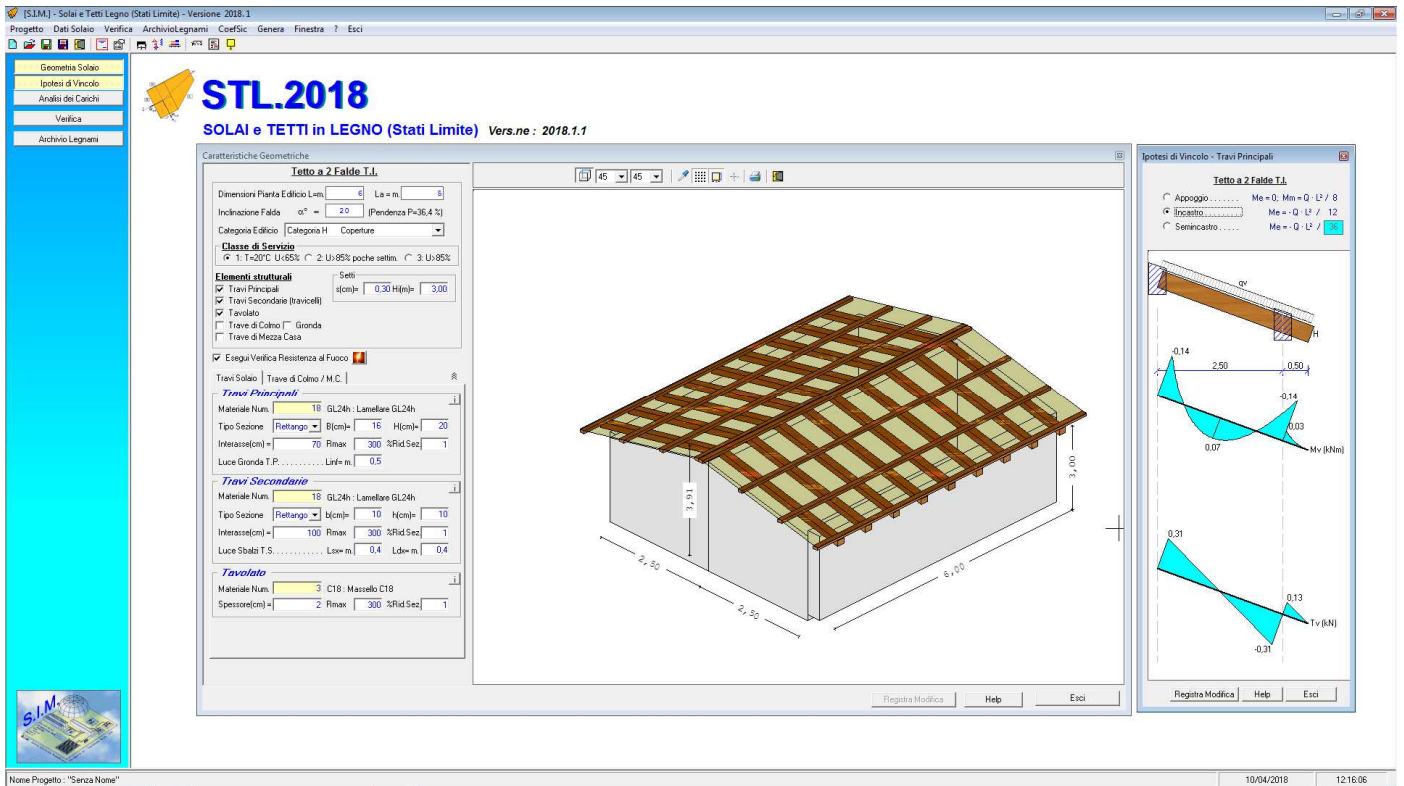 [S.I.M.] - Solai e Tetti Legno (Stati Limite) - Versione 2018.1
Progetto Dati Solaio Verifica ArchivioLegnami CoefSic Genera Finestra ? Esci
Geometria Solaio
Ipotesi di Vincolo
Analisi dei Carichi
Verifica
Archivio Legnami
STL.2018
SOLAI e TETTI in LEGNO (Stati Limite) Vers.ne : 2018.1.1
Caratteristiche Geometriche
Tetto a 2 Falde T.I.
Dimensioni Pianta Edificio L=m. 6 La = m. 5
Inclinazione Falda α° = 20 (Pendenza P=36,4 %)
Categoria Edificio Categoria H Coperture
Classe di Servizio
1: T=20°C U<65% 2: U>85% poche settim. 3: U>85%
Elementi strutturali
Setti
Travi Principali
s(cm)= 0,30 Hi(m)= 3,00
Travi Secondarie (travicelli)
Tavolato
Trave di Colmo Gronda
Trave di Mezza Casa
Esegui Verifica Resistenza al Fuoco
Travi Solaio Trave di Colmo / M.C.
Travi Principali
Materiale Num. 18 GL24h : Lamellare GL24h
Tipo Sezione Rettango B(cm)= 16 H(cm)= 20
Interasse(cm) = 70 Rmax 300 %Rid.Sez. 1
Luce Gronda T.P. . . . . . . . . . . Linf= m. 0,5
Travi Secondarie
Materiale Num. 18 GL24h : Lamellare GL24h
Tipo Sezione Rettango b(cm)= 10 h(cm)= 10
Interasse(cm) = 100 Rmax 300 %Rid.Sez. 1
Luce Sbalzi T.S. . . . . . . . . . . . Lsx= m. 0,4 Ldx= m. 0,4
Tavolato
Materiale Num. 3 C18 : Massello C18
Spessore(cm) = 2 Rmax 300 %Rid.Sez. 1
45 45
3,91
3,00
2,50
2,50
6,00
Registra Modifica Help Esci
Ipotesi di Vincolo - Travi Principali
Tetto a 2 Falde T.I.
Appoggio . . . . . . . Me = 0; Mm = Q · L² / 8
Incastro . . . . . . . . . Me = - Q · L² / 12
Semincastro . . . . . Me = - Q · L² / 36
qv
H
-0,14
2,50
0,50
-0,14
0,03
0,07
Mv (kNm)
0,31
0,13
Tv (kN)
-0,31
Registra Modifica Help Esci
S.I.M.
Nome Progetto : "Senza Nome"
10/04/2018 12:16:06